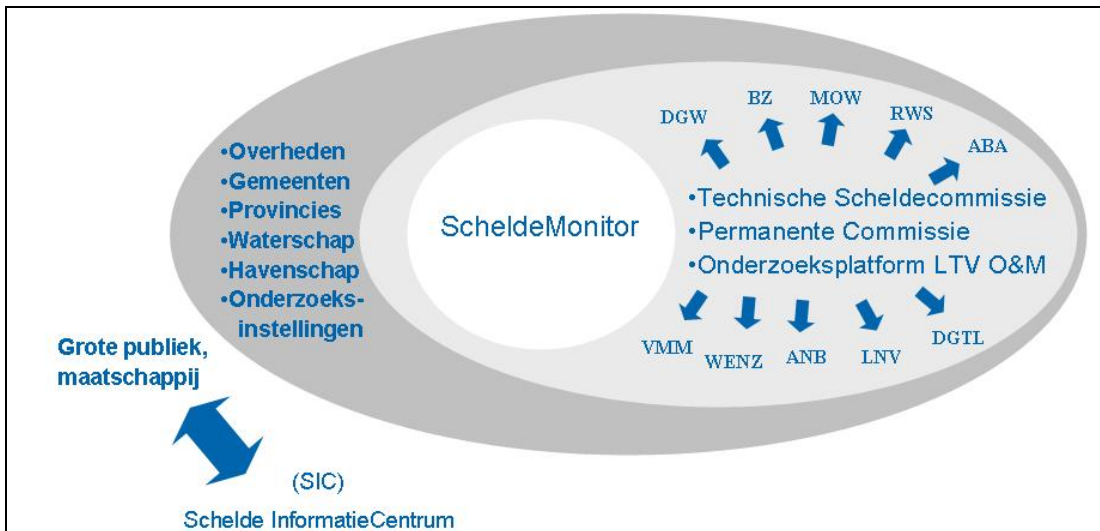 DGW
BZ
MOW
RWS
ABA
•Overheden
•Gemeenten
•Provincies
•Waterschap
•Havenschap
•Onderzoeks-
instellingen
ScheldeMonitor
•Technische Scheldecommissie
•Permanente Commissie
•Onderzoeksplatform LTV O&M
VMM
WENZ
ANB
LNV
DGTL
Grote publiek,
maatschappij
(SIC)
Schelde InformatieCentrum